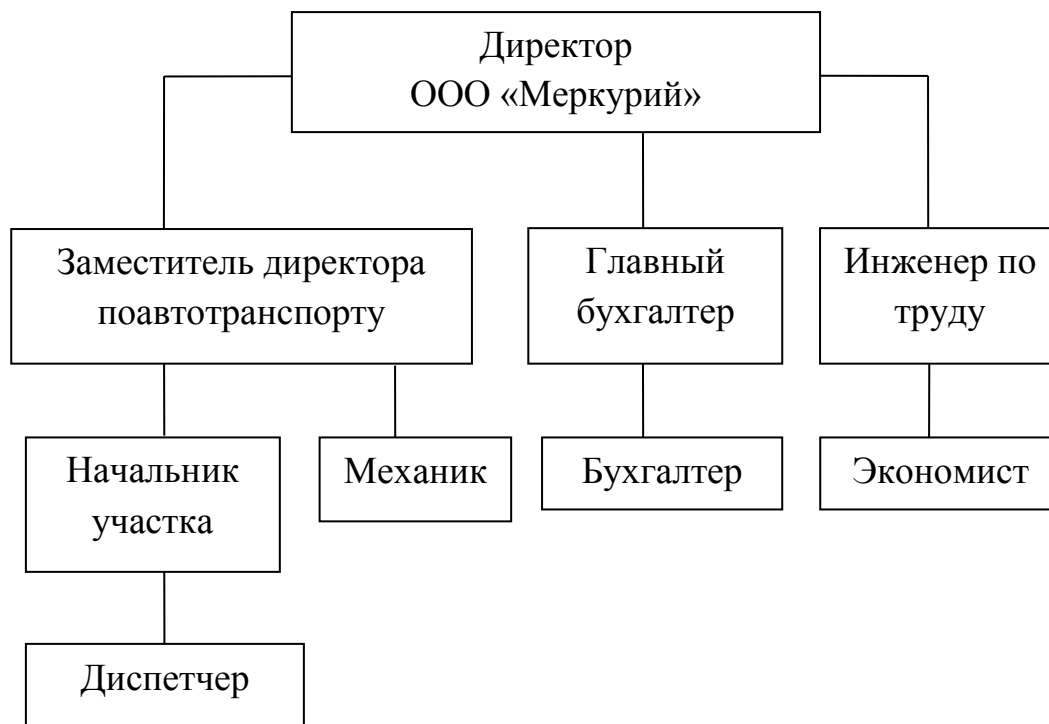 Директор
ООО «Меркурий»
Заместитель директора
поавтотранспорту
Главный
бухгалтер
Инженер по
труду
Начальник
участка
Механик
Бухгалтер
Экономист
Диспетчер